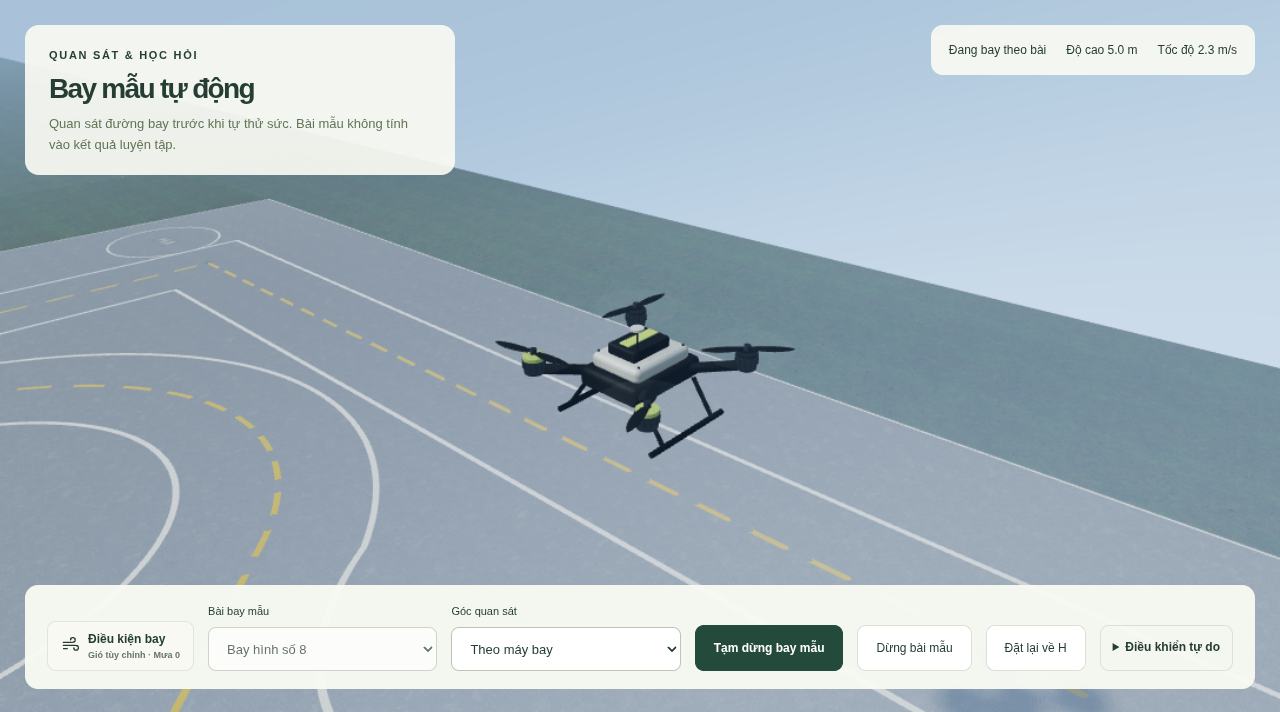 QUAN SÁT & HỌC HỎI
Bay mẫu tự động
Quan sát đường bay trước khi tự thử sức. Bài mẫu không tính
vào kết quả luyện tập.
Đang bay theo bài Độ cao 5.0 m Tốc độ 2.3 m/s
Bài bay mẫu
Góc quan sát
Điều kiện bay
Gió tùy chỉnh · Mưa 0
Bay hình số 8
Theo máy bay
Tạm dừng bay mẫu
Dừng bài mẫu
Đặt lại về H
Điều khiển tự do